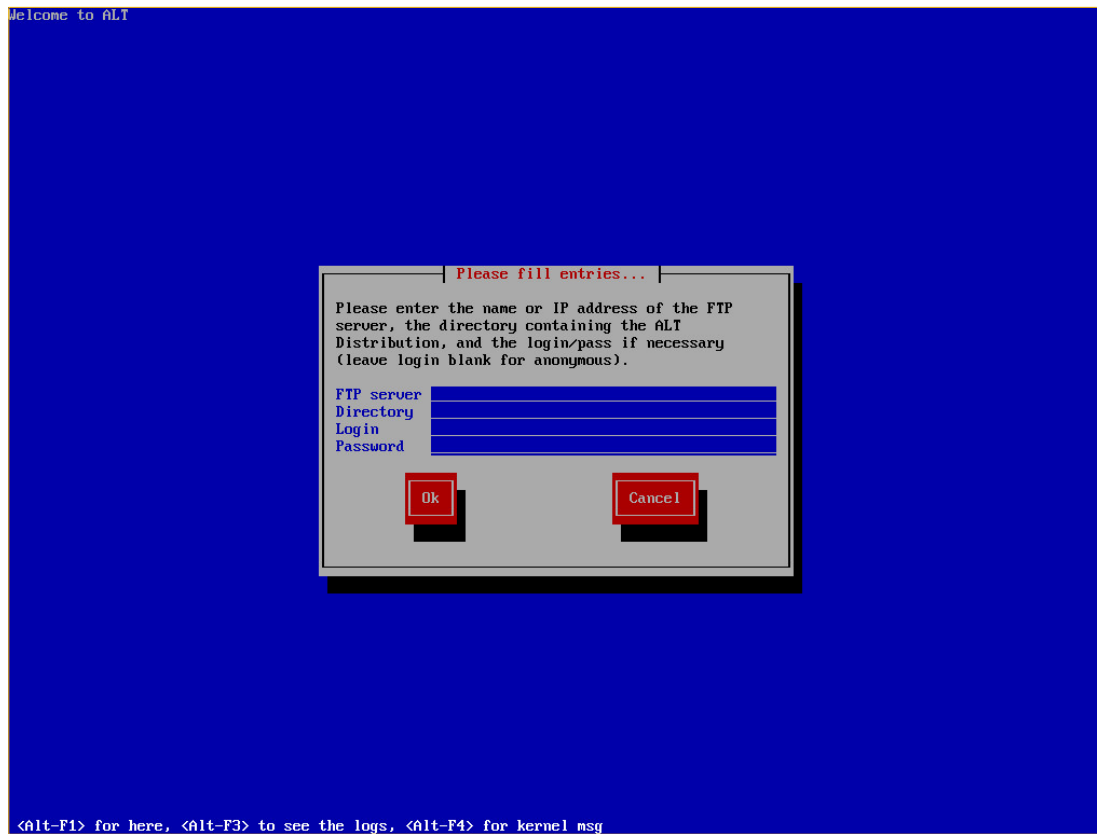 Welcome to ALT
Please fill entries...
Please enter the name or IP address of the FTP
server, the directory containing the ALT
Distribution, and the login/pass if necessary
(leave login blank for anonymous).
FTP server
Directory
Login
Password
Ok Cancel
<Alt-F1> for here, <Alt-F3> to see the logs, <Alt-F4> for kernel msg